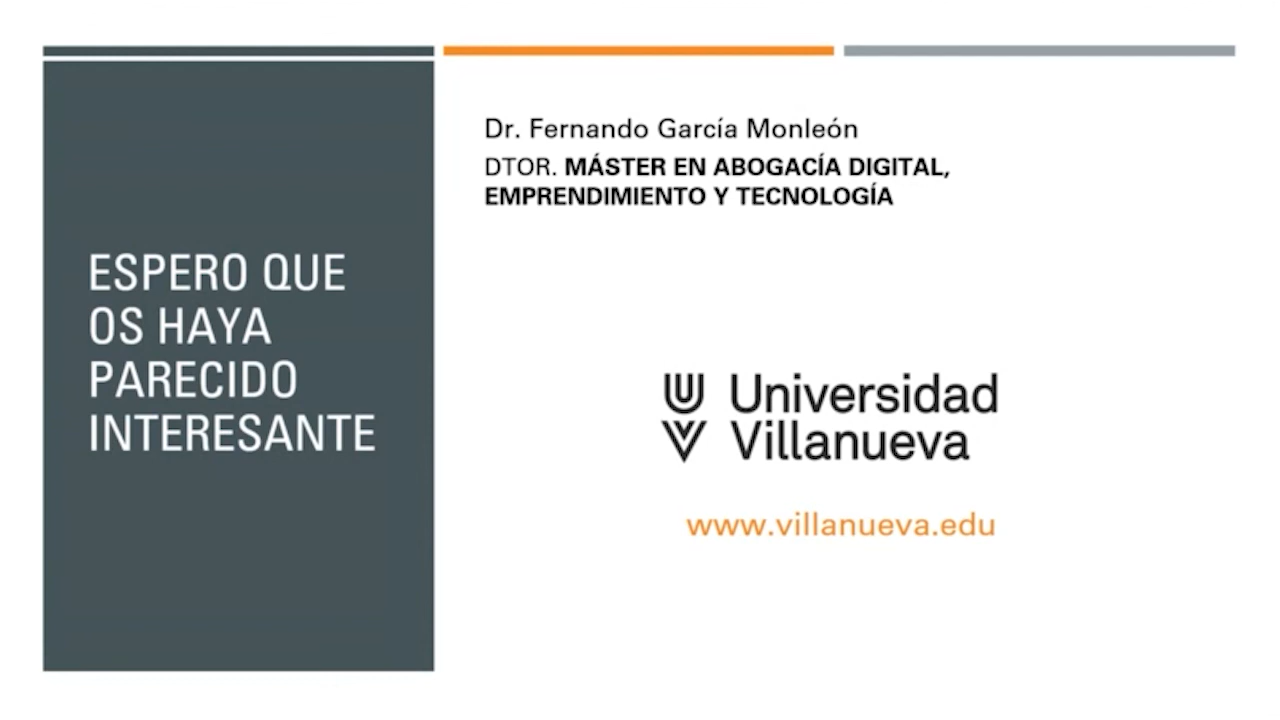 ESPERO QUE
OS HAYA
PARECIDO
INTERESANTE
Dr. Fernando García Monleón
DTOR. MÁSTER EN ABOGACÍA DIGITAL,
EMPRENDIMIENTO Y TECNOLOGÍA
Universidad
Villanueva
www.villanueva.edu